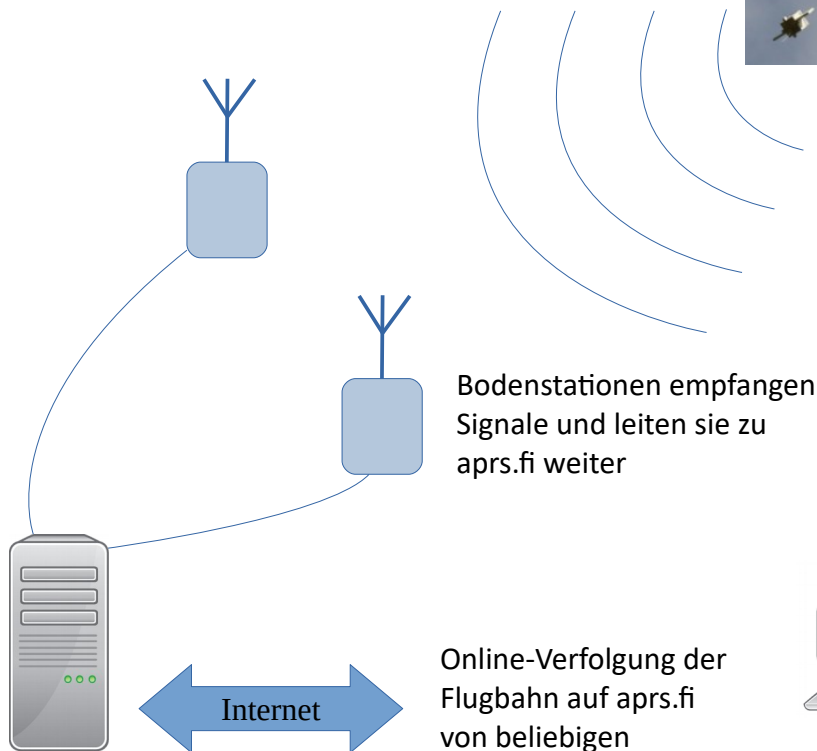 Bodenstationen empfangen
Signale und leiten sie zu
aprs.fi weiter
Online-Verfolgung der
Flugbahn auf aprs.fi
von beliebigen
Internet